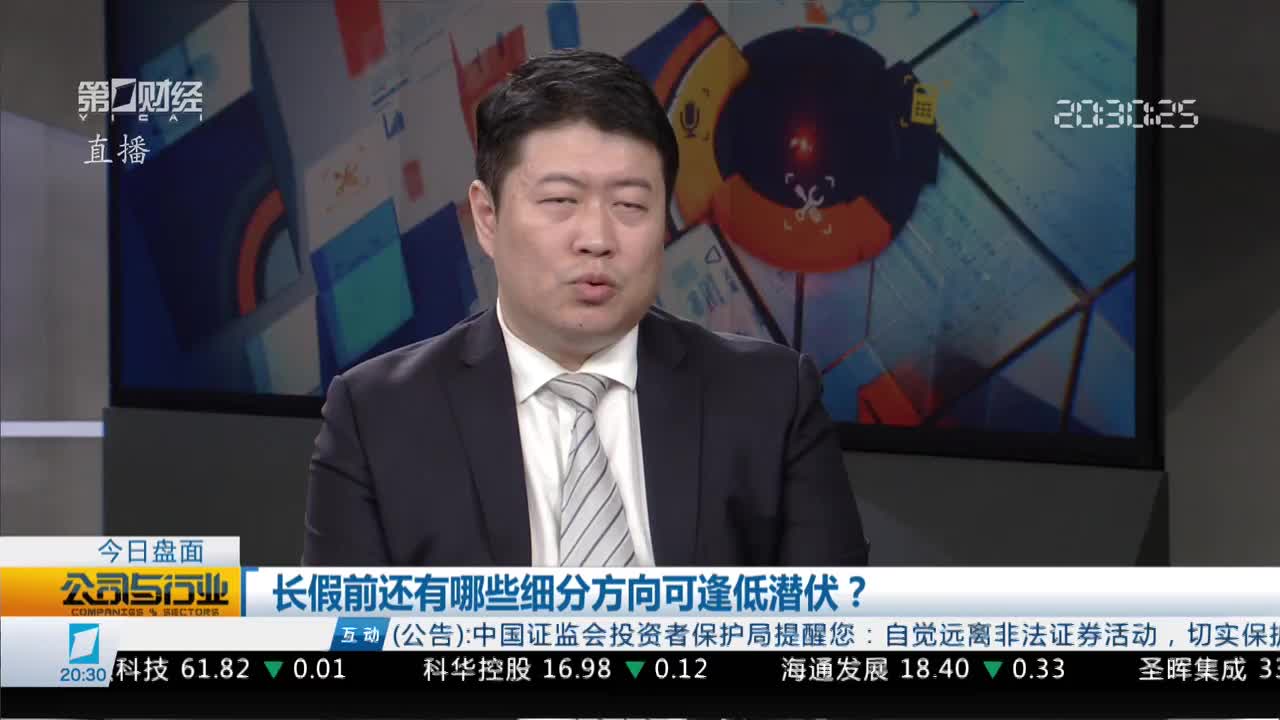 第一财经
YICAI
直播
20:30:25
今日盘面
公司与行业
COMPANIES & SECTORS
长假前还有哪些细分方向可逢低潜伏？
互动
(公告):中国证监会投资者保护局提醒您：自觉远离非法证券活动，切实保
20:30
科技 61.82 ▼ 0.01
科华控股 16.98 ▼ 0.12
海通发展 18.40 ▼ 0.33
圣晖集成 33